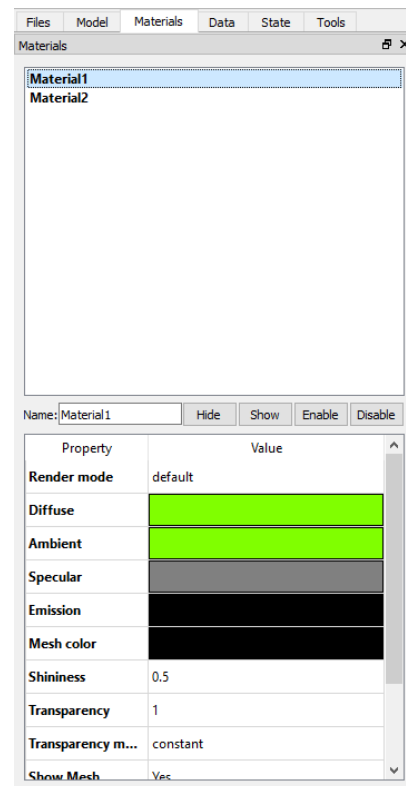 Files Model Materials Data State Tools
Materials
Material1
Material2
Name: Material1 Hide Show Enable Disable
Property Value
Render mode default
Diffuse
Ambient
Specular
Emission
Mesh color
Shininess 0.5
Transparency 1
Transparency m... constant
Show Mesh Yes